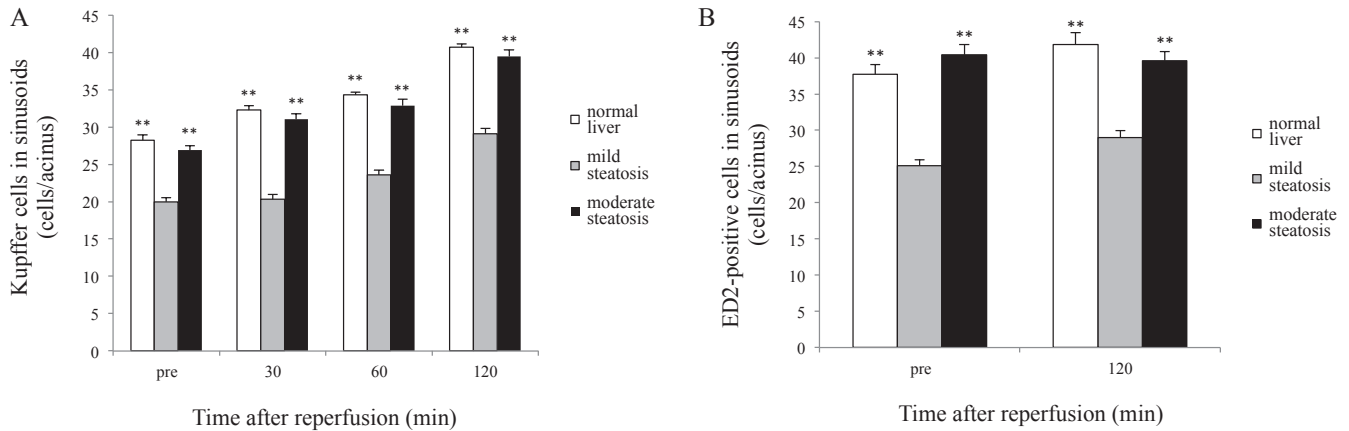 A
Kupffer cells in sinusoids
(cells/acinus)
45
40
35
30
25
20
15
10
5
0
** ** ** ** ** ** ** **
pre 30 60 120
Time after reperfusion (min)
normal
liver
mild
steatosis
moderate
steatosis
B
ED2-positive cells in sinusoids
(cells/acinus)
45
40
35
30
25
20
15
10
5
0
** ** ** **
pre 120
Time after reperfusion (min)
normal
liver
mild
steatosis
moderate
steatosis